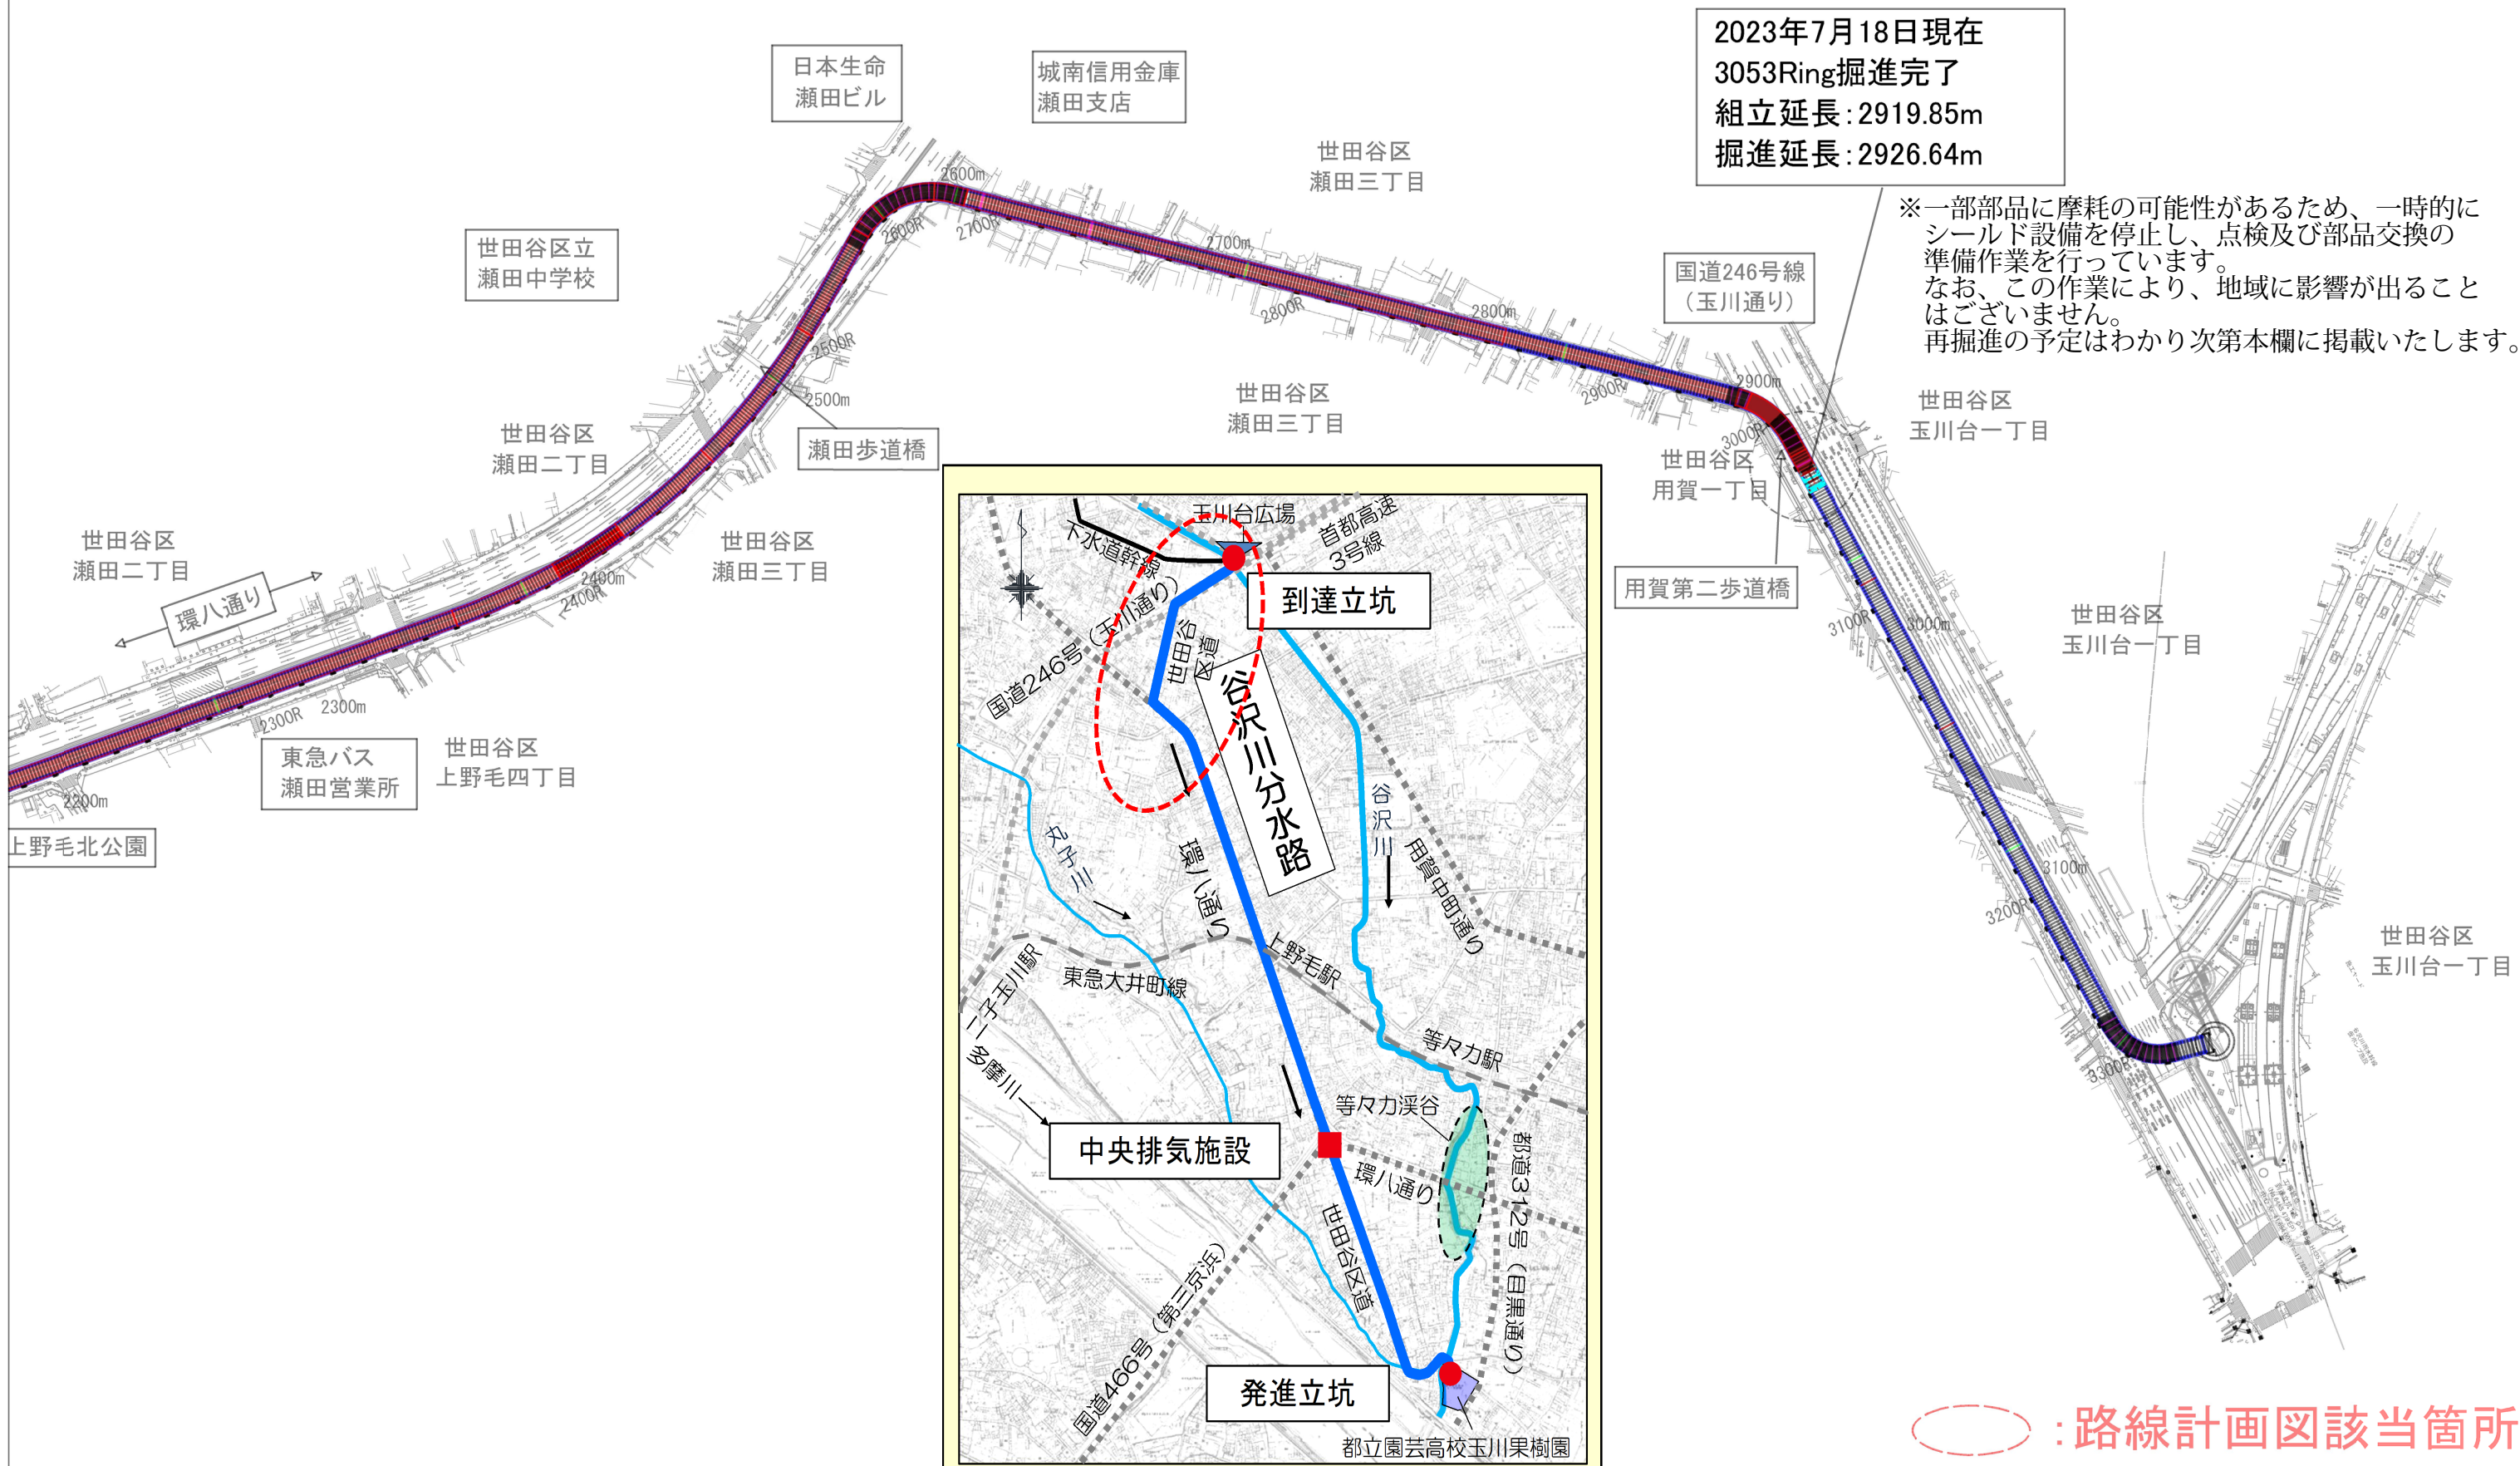 2023年7月18日現在
3053Ring掘進完了
組立延長：2919.85m
掘進延長：2926.64m
※一部部品に摩耗の可能性があるため、一時的に
シールド設備を停止し、点検及び部品交換の
準備作業を行っています。
なお、この作業により、地域に影響が出ること
はございません。
再掘進の予定はわかり次第本欄に掲載いたします。
日本生命
瀬田ビル
城南信用金庫
瀬田支店
世田谷区
瀬田三丁目
世田谷区立
瀬田中学校
国道246号線
（玉川通り）
2600m
2600R
2700R
2700m
2800R
2800m
2900R
2900m
3000R
2500R
2500m
瀬田歩道橋
世田谷区
瀬田三丁目
世田谷区
玉川台一丁目
世田谷区
用賀一丁目
用賀第二歩道橋
世田谷区
瀬田二丁目
世田谷区
瀬田二丁目
世田谷区
瀬田三丁目
環八通り
2400m
2400R
2300R
2300m
2200m
東急バス
瀬田営業所
世田谷区
上野毛四丁目
上野毛北公園
3100R
3000m
世田谷区
玉川台一丁目
3100m
3200R
3300R
世田谷区
玉川台一丁目
玉川台広場
下水道幹線
首都高速
3号線
到達立坑
国道246号（玉川通り）
世田谷
区道
谷沢川分水路
谷沢川
丸子川
環八通り
用賀中町通り
上野毛駅
東急大井町線
二子玉川駅
多摩川
等々力駅
等々力渓谷
中央排気施設
環八通り
都道312号（目黒通り）
世田谷区道
国道466号（第三京浜）
発進立坑
都立園芸高校玉川果樹園
：路線計画図該当箇所